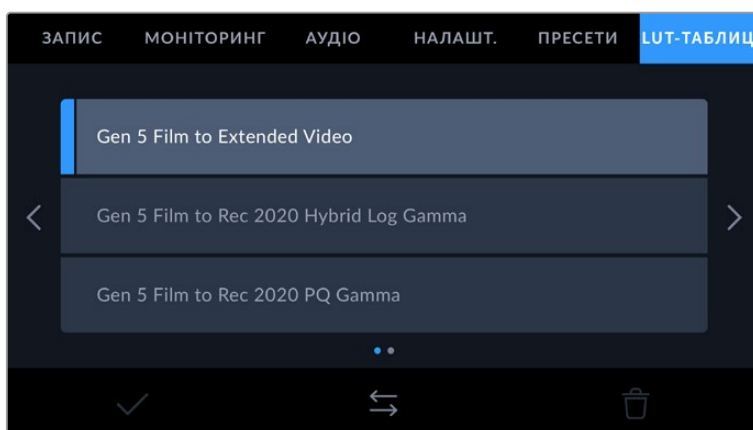 ЗАПИС МОНІТОРИНГ АУДІО НАЛАШТ. ПРЕСЕТИ LUT-ТАБЛИЦ
Gen 5 Film to Extended Video
Gen 5 Film to Rec 2020 Hybrid Log Gamma
Gen 5 Film to Rec 2020 PQ Gamma